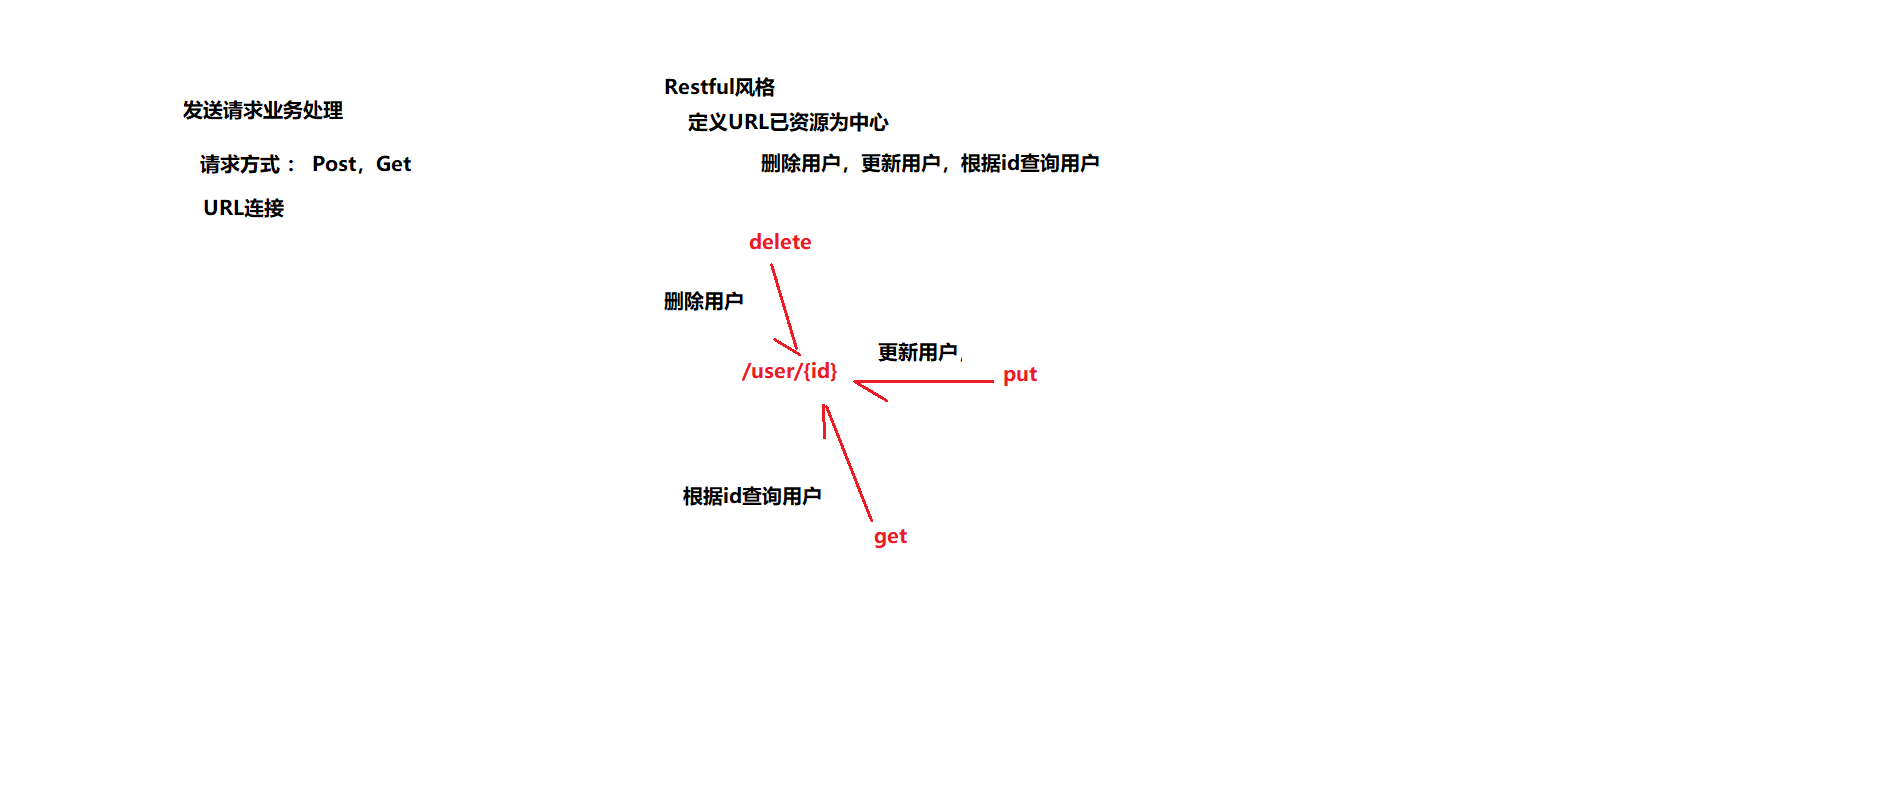 发送请求业务处理
请求方式： Post，Get
URL连接
Restful风格
定义URL已资源为中心
删除用户，更新用户，根据id查询用户
delete
删除用户
更新用户,
/user/{id}
put
根据id查询用户
get